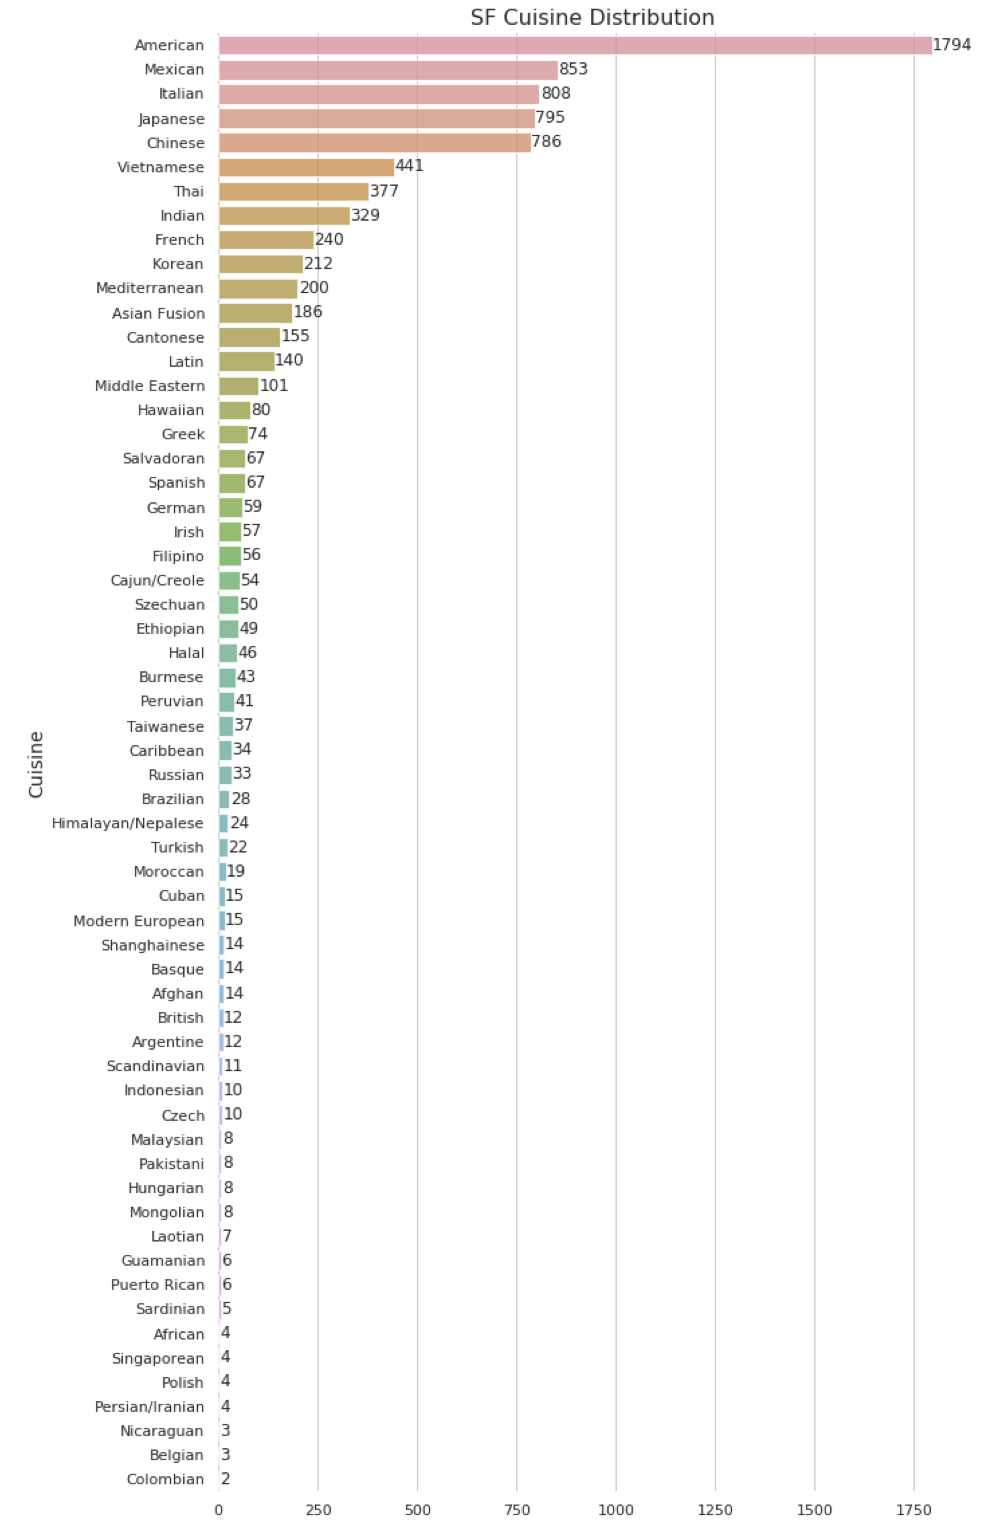 SF Cuisine Distribution
American 1794
Mexican 853
Italian 808
Japanese 795
Chinese 786
Vietnamese 441
Thai 377
Indian 329
French 240
Korean 212
Mediterranean 200
Asian Fusion 186
Cantonese 155
Latin 140
Middle Eastern 101
Hawaiian 80
Greek 74
Salvadoran 67
Spanish 67
German 59
Irish 57
Filipino 56
Cajun/Creole 54
Szechuan 50
Ethiopian 49
Halal 46
Burmese 43
Peruvian 41
Taiwanese 37
Cuisine
Caribbean 34
Russian 33
Brazilian 28
Himalayan/Nepalese 24
Turkish 22
Moroccan 19
Cuban 15
Modern European 15
Shanghainese 14
Basque 14
Afghan 14
British 12
Argentine 12
Scandinavian 11
Indonesian 10
Czech 10
Malaysian 8
Pakistani 8
Hungarian 8
Mongolian 8
Laotian 7
Guamanian 6
Puerto Rican 6
Sardinian 5
African 4
Singaporean 4
Polish 4
Persian/Iranian 4
Nicaraguan 3
Belgian 3
Colombian 2
0 250 500 750 1000 1250 1500 1750